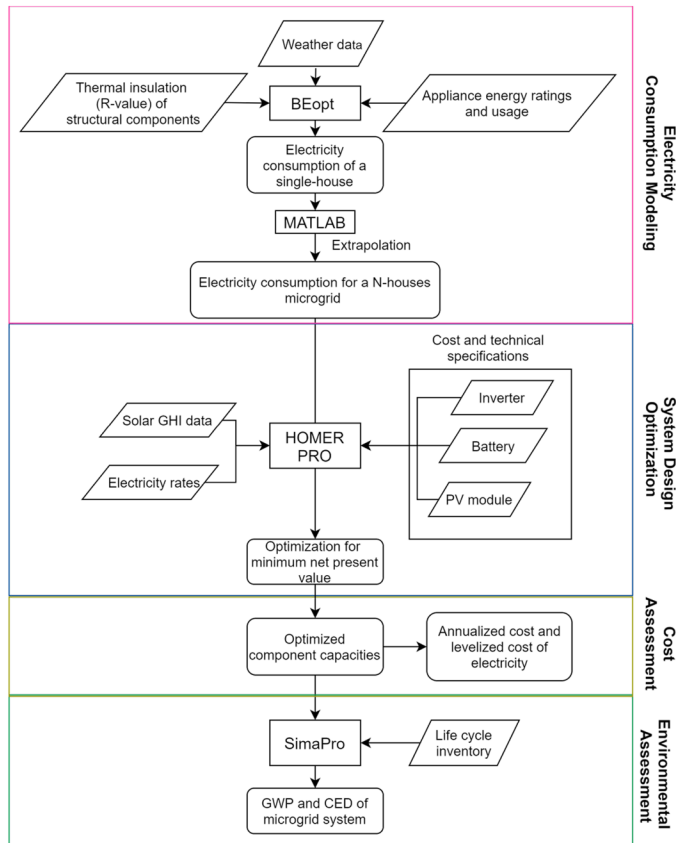 Weather data
Thermal insulation
(R-value) of
structural components
BEopt
Appliance energy ratings
and usage
Electricity
consumption of a
single-house
MATLAB
Extrapolation
Electricity consumption for a N-houses
microgrid
Electricity
Consumption Modeling
Cost and technical
specifications
Solar GHI data
Electricity rates
HOMER
PRO
Inverter
Battery
PV module
Optimization for
minimum net present
value
System Design
Optimization
Optimized
component capacities
Annualized cost and
levelized cost of
electricity
Cost
Assessment
SimaPro
Life cycle
inventory
GWP and CED of
microgrid system
Environmental
Assessment